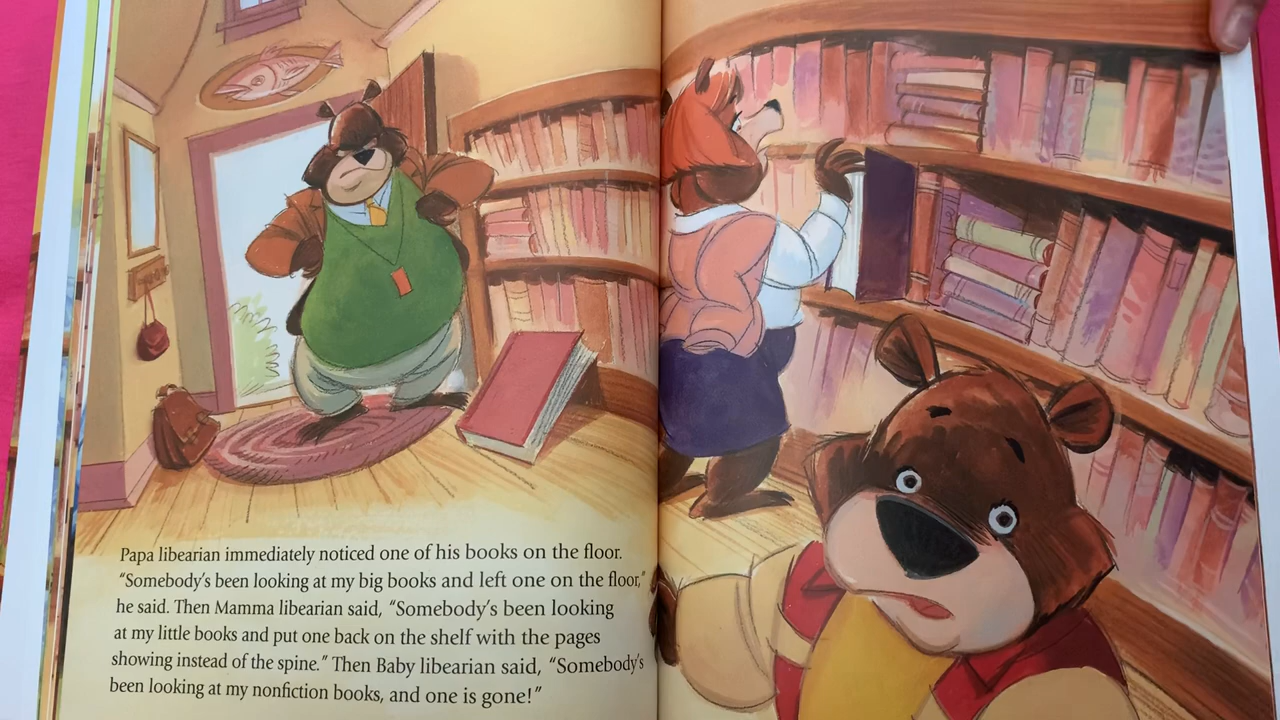 Papa libearian immediately noticed one of his books on the floor.
“Somebody’s been looking at my big books and left one on the floor,”
he said. Then Mamma libearian said, “Somebody’s been looking
at my little books and put one back on the shelf with the pages
showing instead of the spine.” Then Baby libearian said, “Somebody’s
been looking at my nonfiction books, and one is gone!”